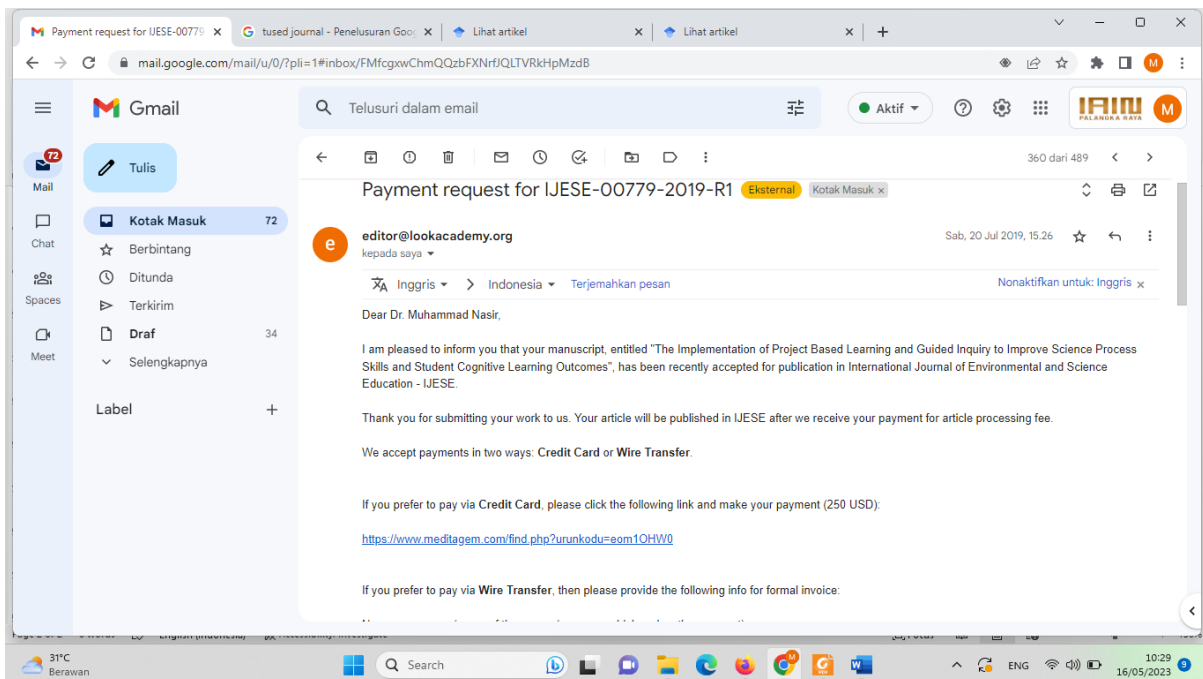 Payment request for IJESE-00779
tused journal - Penelusuran Goog
Lihat artikel
Lihat artikel
mail.google.com/mail/u/0/?pli=1#inbox/FMfcgxwChmQQzbFXNrfJQLTVRkHpMzdB
M
Gmail
Telusuri dalam email
Aktif
IAIN
PALANGKA RAYA
M
72
Mail
Chat
Spaces
Meet
Tulis
Kotak Masuk 72
Berbintang
Ditunda
Terkirim
Draf 34
Selengkapnya
Label
360 dari 489
Payment request for IJESE-00779-2019-R1 Eksternal Kotak Masuk ×
e
editor@lookacademy.org Sab, 20 Jul 2019, 15.26
kepada saya
Inggris > Indonesia Terjemahkan pesan Nonaktifkan untuk: Inggris ×
Dear Dr. Muhammad Nasir,
I am pleased to inform you that your manuscript, entitled "The Implementation of Project Based Learning and Guided Inquiry to Improve Science Process
Skills and Student Cognitive Learning Outcomes", has been recently accepted for publication in International Journal of Environmental and Science
Education - IJESE.
Thank you for submitting your work to us. Your article will be published in IJESE after we receive your payment for article processing fee.
We accept payments in two ways: Credit Card or Wire Transfer.
If you prefer to pay via Credit Card, please click the following link and make your payment (250 USD):
https://www.meditagem.com/find.php?urunkodu=eom1OHW0
If you prefer to pay via Wire Transfer, then please provide the following info for formal invoice:
31°C
Berawan
Search
ENG
10:29
16/05/2023
9